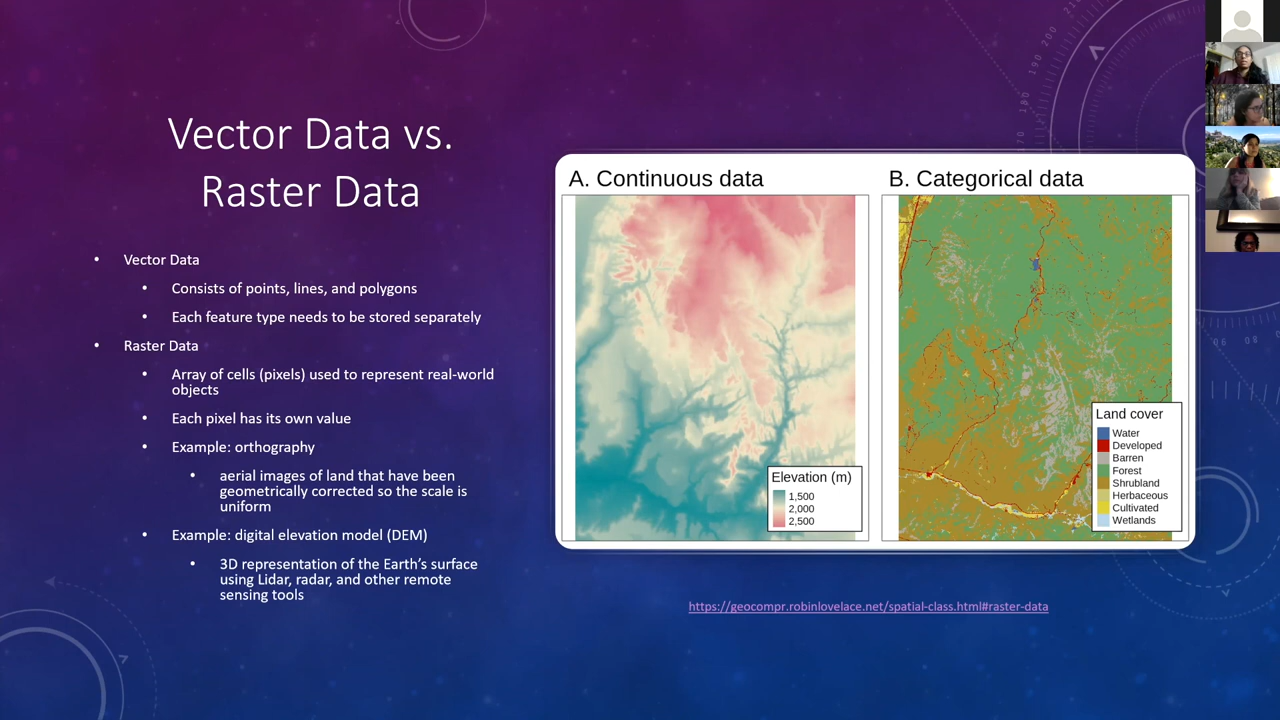 Vector Data vs.
Raster Data
• Vector Data
• Consists of points, lines, and polygons
• Each feature type needs to be stored separately
• Raster Data
• Array of cells (pixels) used to represent real-world
objects
• Each pixel has its own value
• Example: orthography
• aerial images of land that have been
geometrically corrected so the scale is
uniform
• Example: digital elevation model (DEM)
• 3D representation of the Earth's surface
using Lidar, radar, and other remote
sensing tools
A. Continuous data
Elevation (m)
1,500
2,000
2,500
B. Categorical data
Land cover
Water
Developed
Barren
Forest
Shrubland
Herbaceous
Cultivated
Wetlands
https://geocompr.robinlovelace.net/spatial-class.html#raster-data
190 200